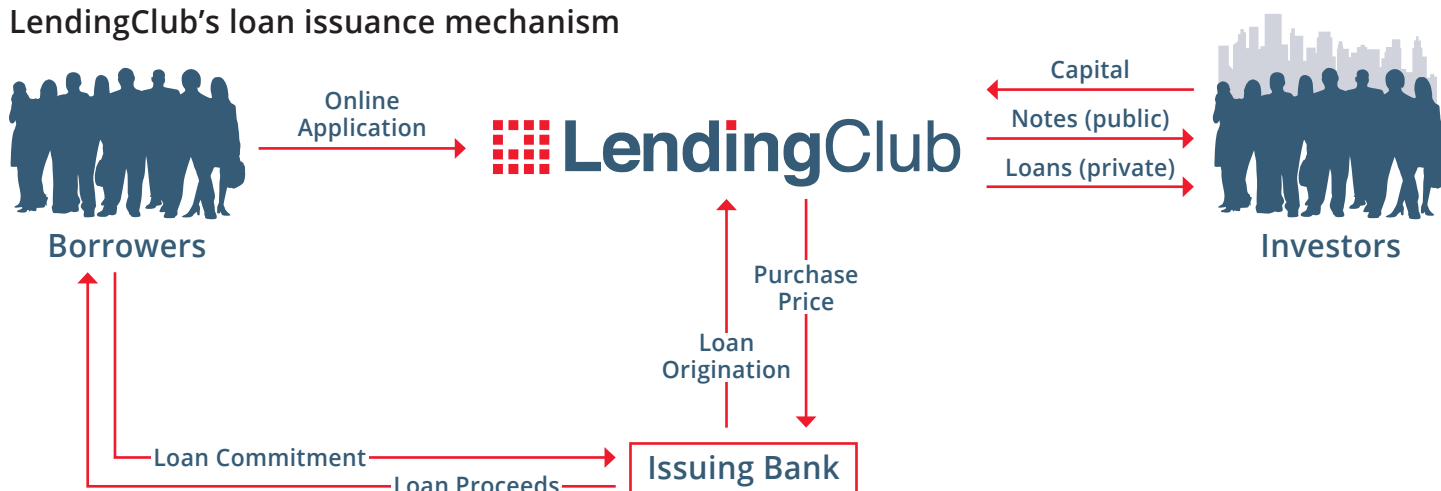 LendingClub’s loan issuance mechanism
Online
Application
LendingClub
Capital
Notes (public)
Loans (private)
Borrowers
Investors
Purchase
Price
Loan
Origination
Loan Commitment
Loan Proceeds
Issuing Bank